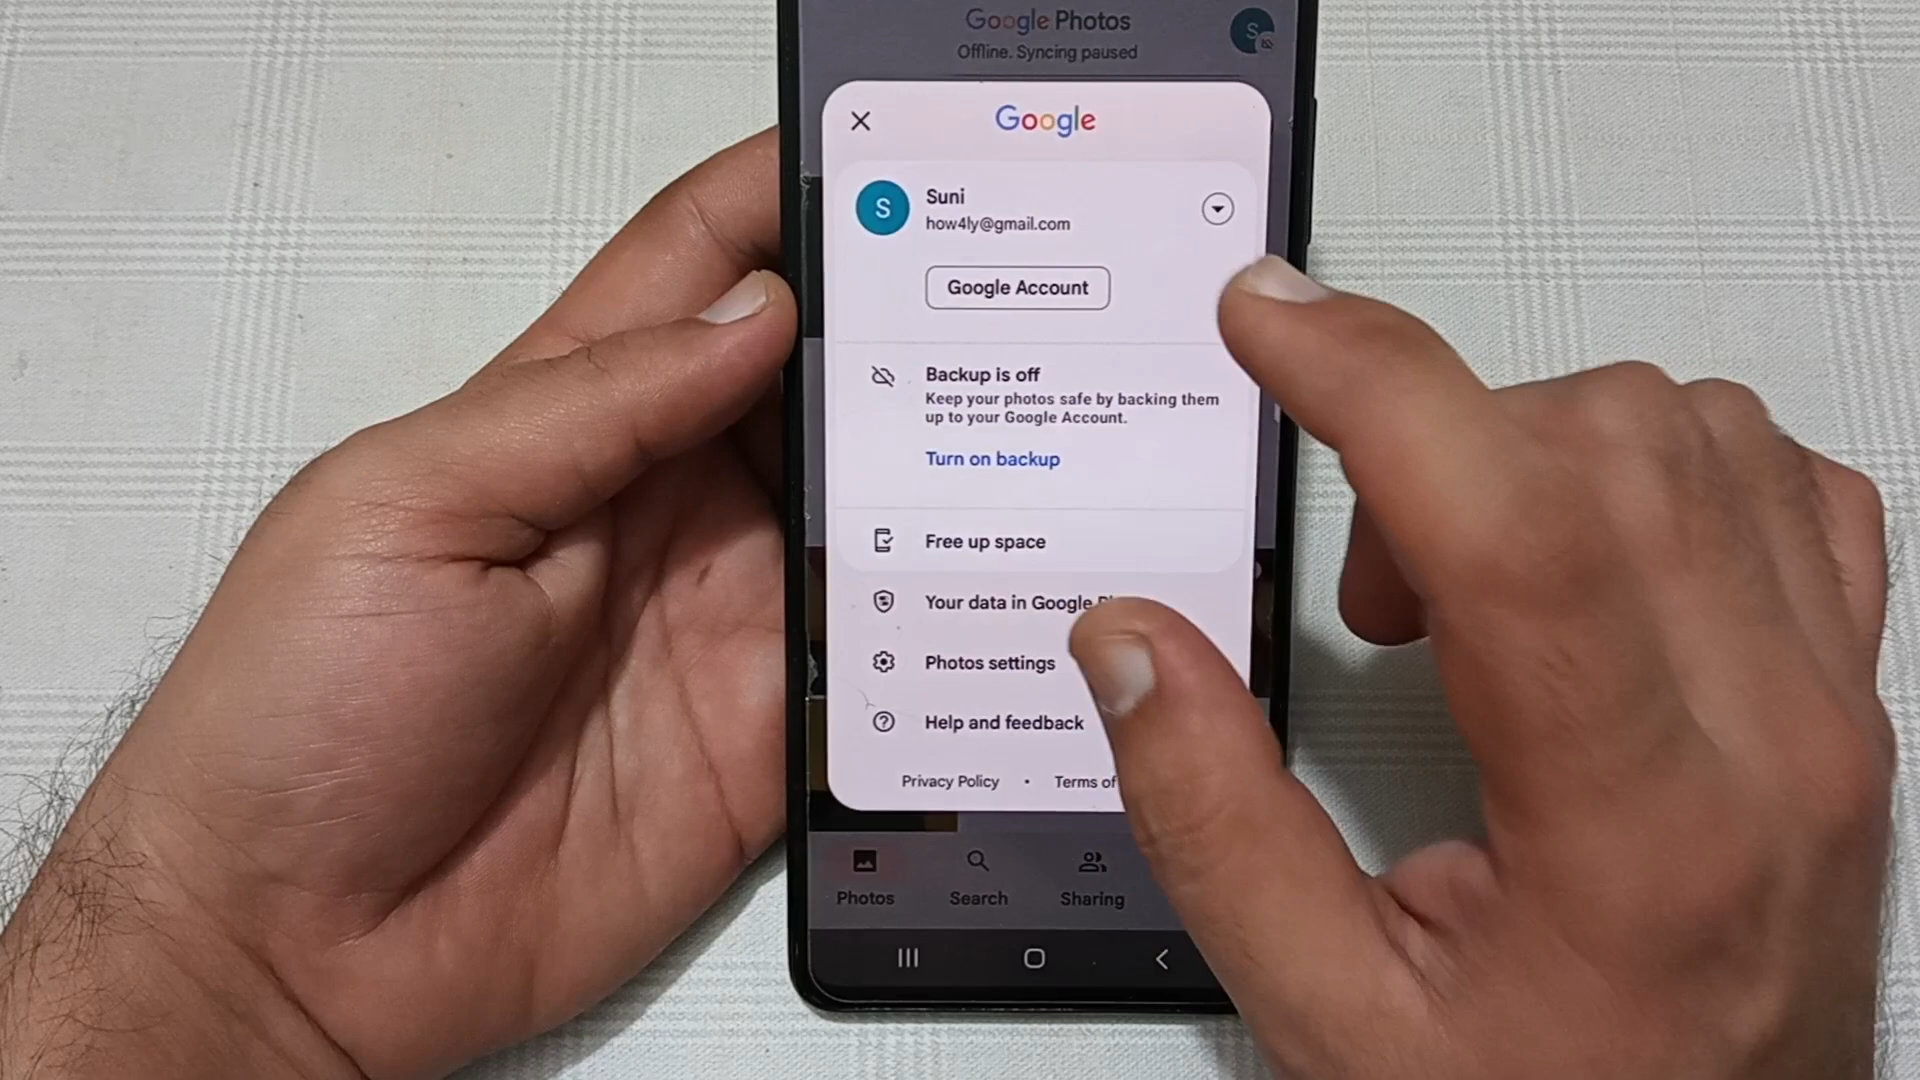 Google Photos
Offline. Syncing paused
S
Google
S
Suni
how4ly@gmail.com
Google Account
Backup is off
Keep your photos safe by backing them
up to your Google Account.
Turn on backup
Free up space
Your data in Google
Photos settings
Help and feedback
Privacy Policy • Terms of
Photos
Search
Sharing